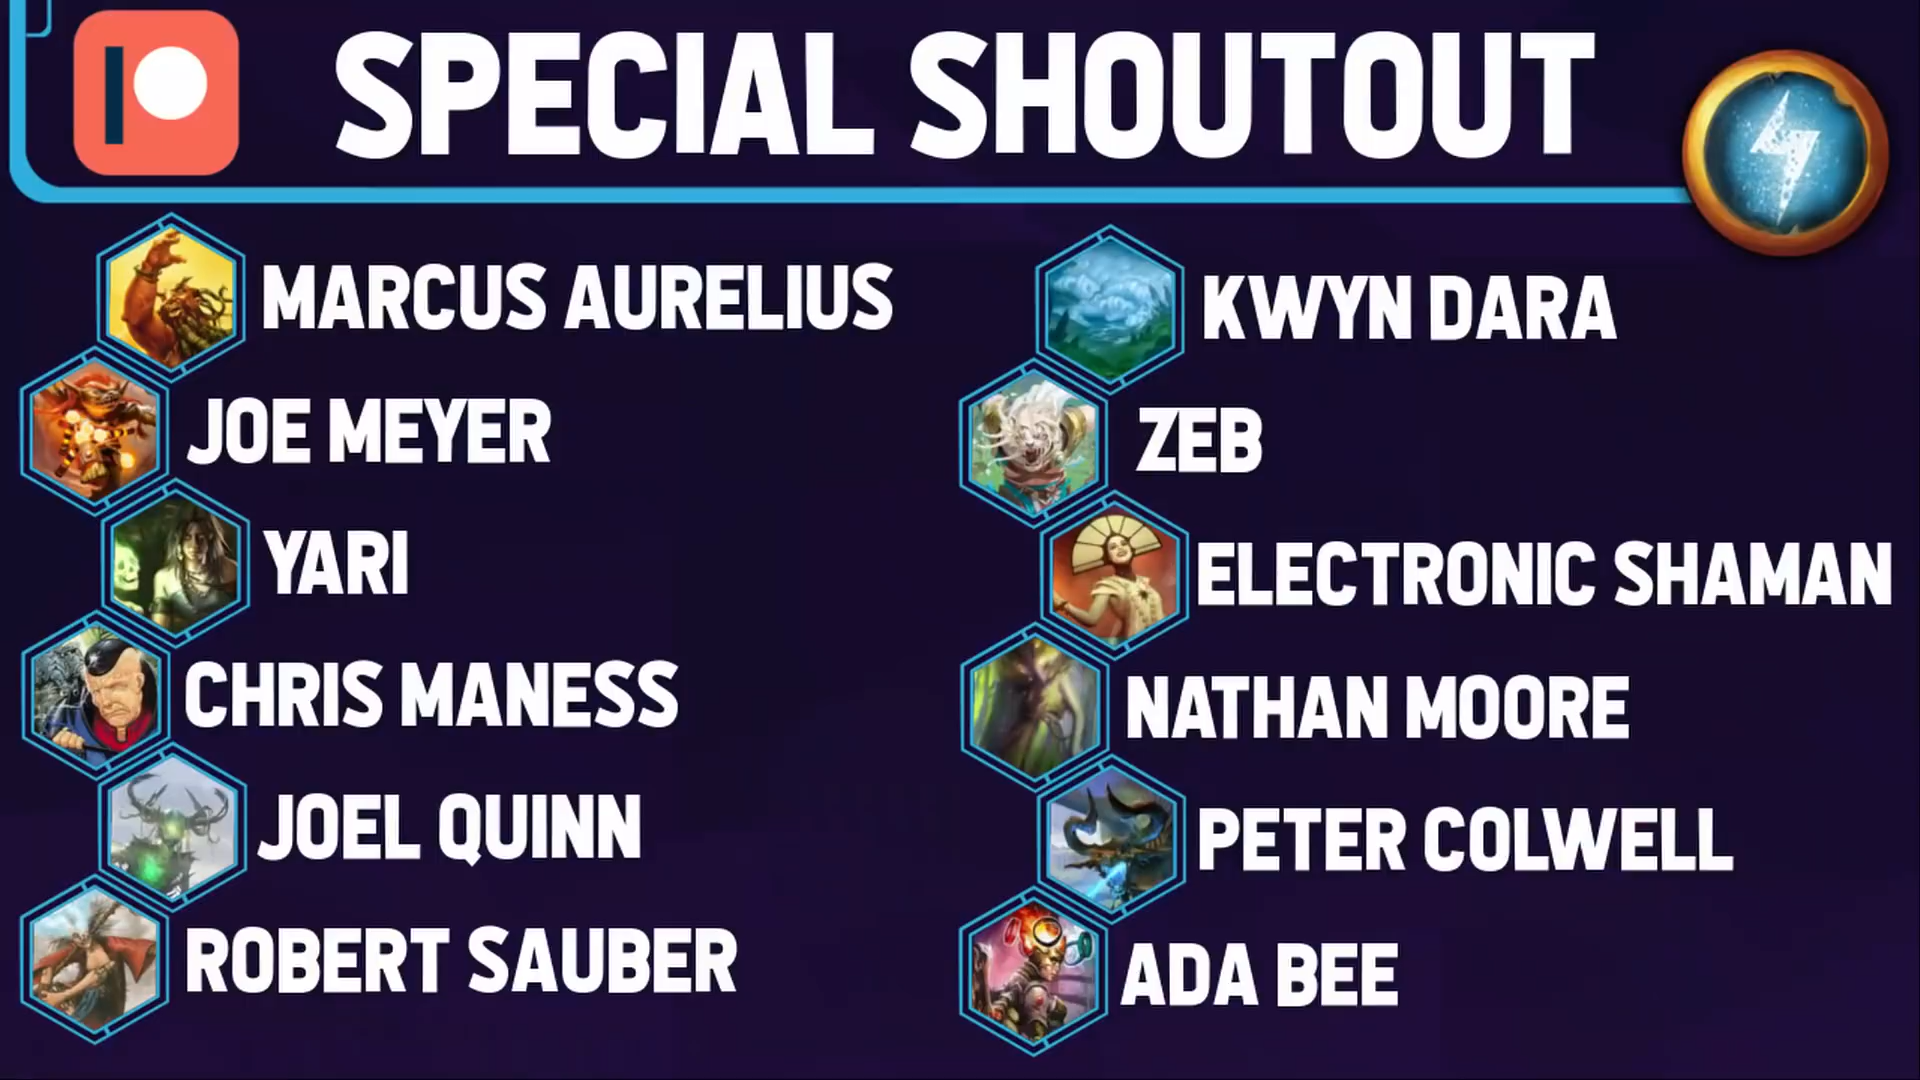 SPECIAL SHOUTOUT
MARCUS AURELIUS
JOE MEYER
YARI
CHRIS MANESS
JOEL QUINN
ROBERT SAUBER
KWYN DARA
ZEB
ELECTRONIC SHAMAN
NATHAN MOORE
PETER COLWELL
ADA BEE